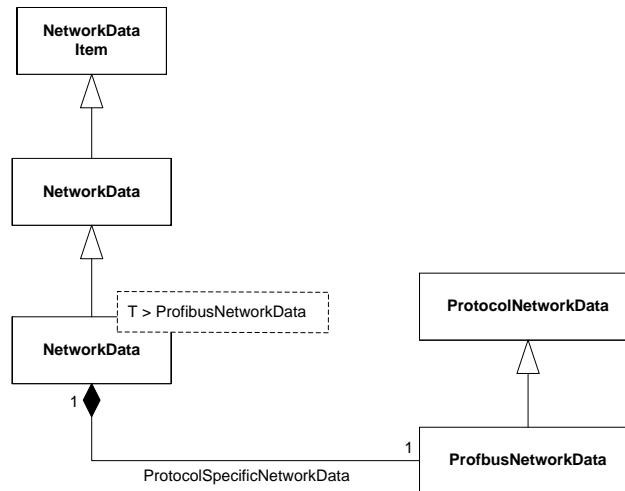 NetworkData
Item
NetworkData
T > ProfibusNetworkData
NetworkData
ProtocolNetworkData
1
1
ProtocolSpecificNetworkData
ProfbusNetworkData